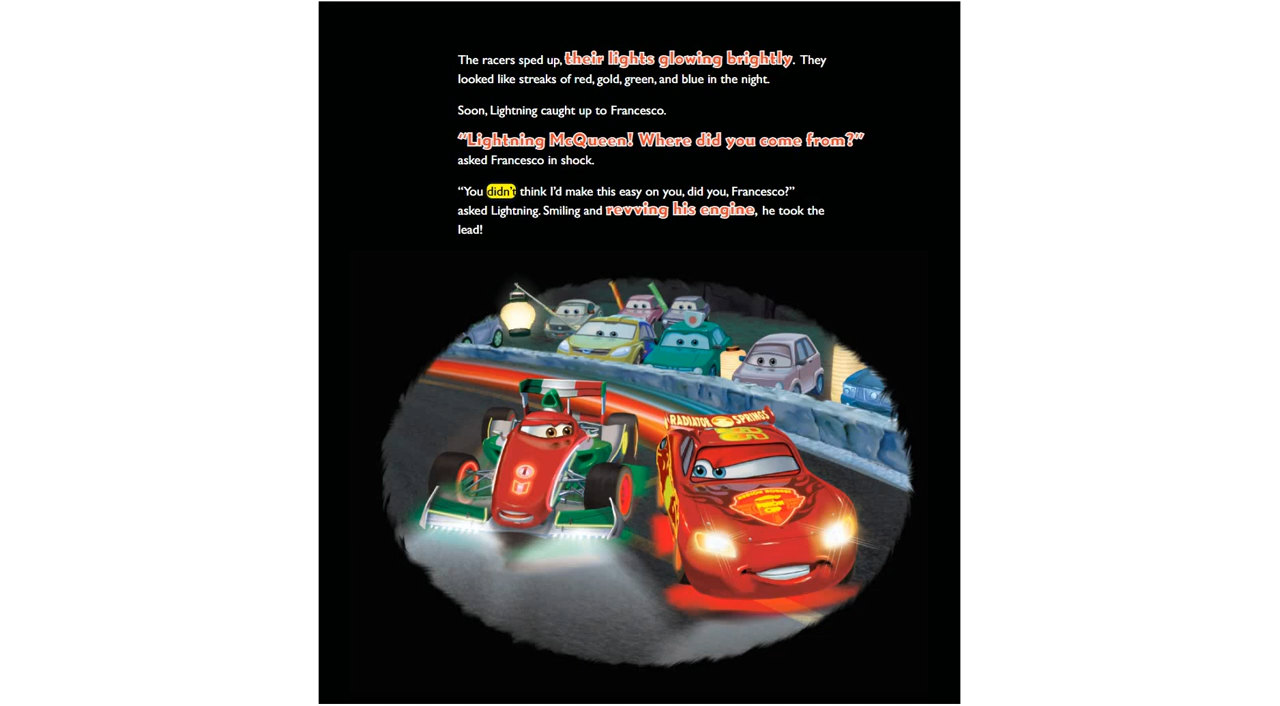 The racers sped up, their lights glowing brightly. They
looked like streaks of red, gold, green, and blue in the night.
Soon, Lightning caught up to Francesco.
“Lightning McQueen! Where did you come from?”
asked Francesco in shock.
“You didn’t think I’d make this easy on you, did you, Francesco?”
asked Lightning. Smiling and revving his engine, he took the
lead!
RADIATOR SPRINGS
1
95